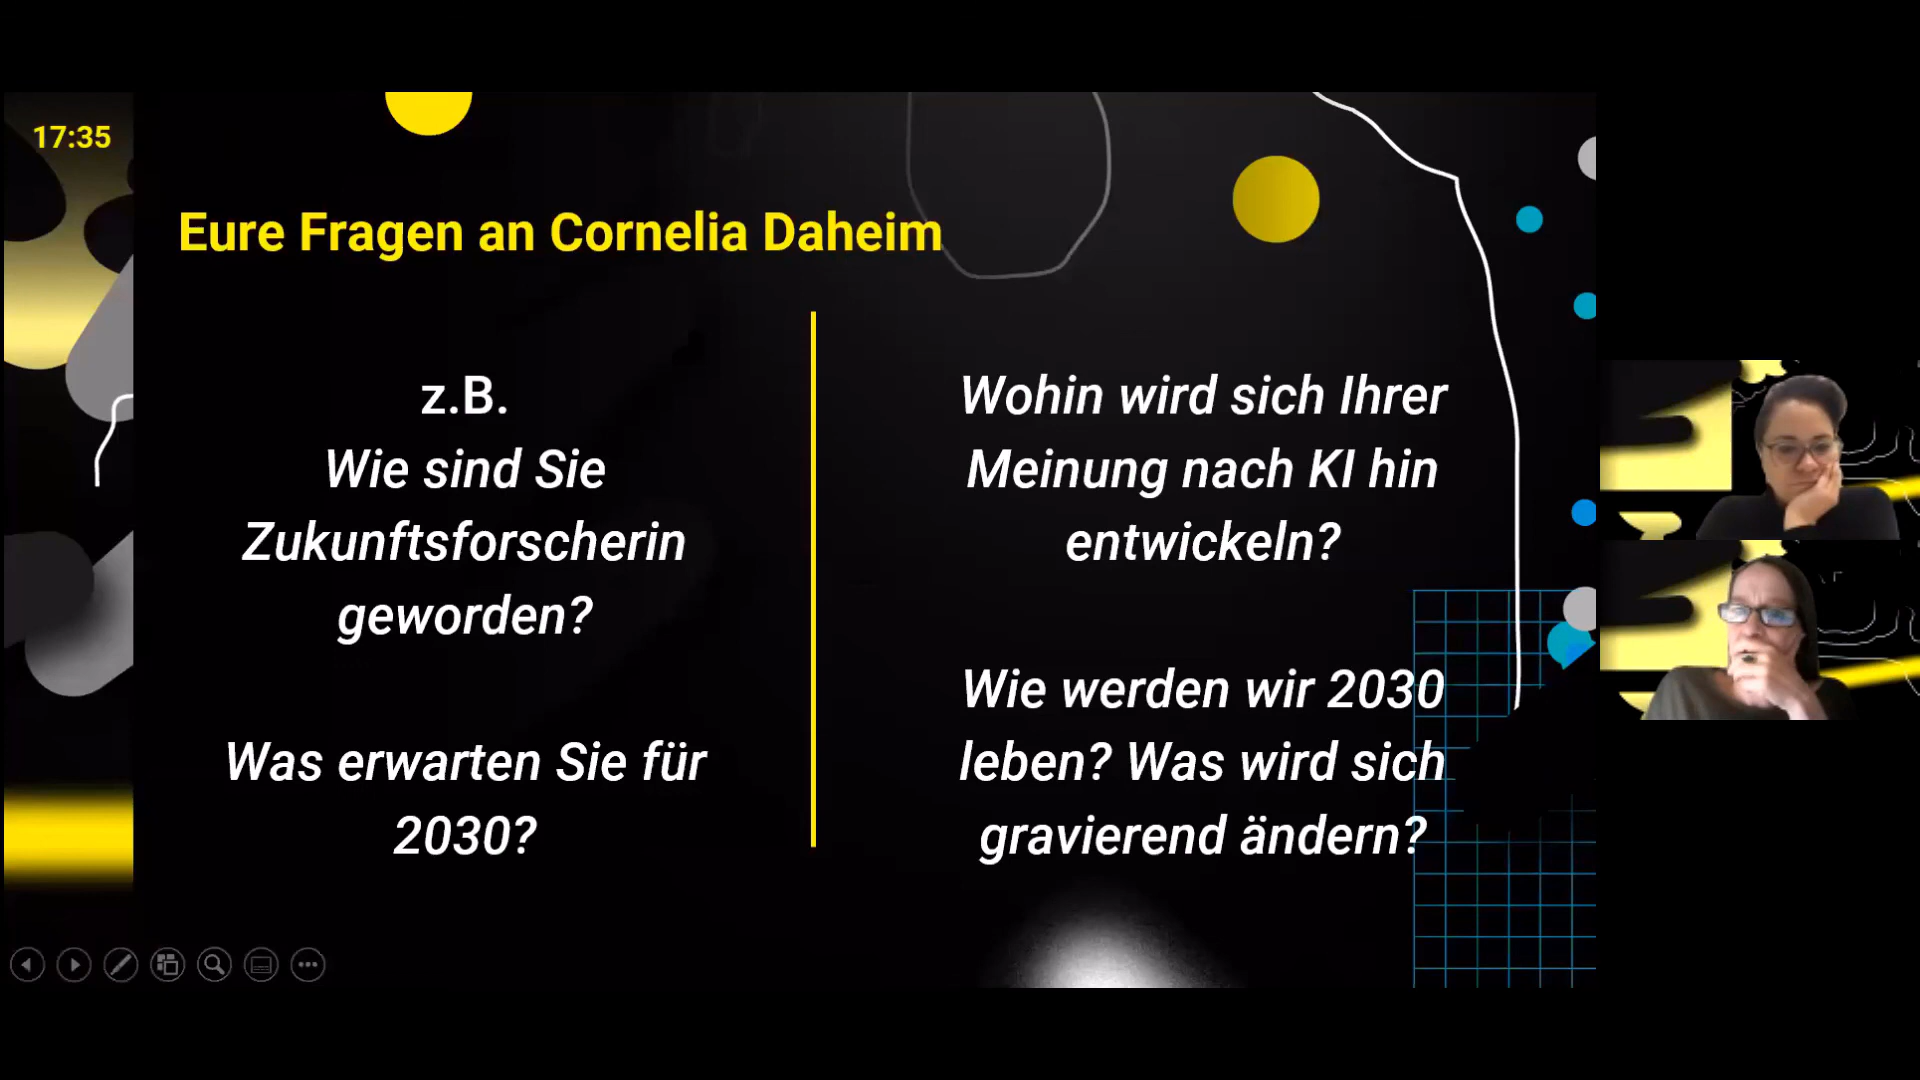 17:35
Eure Fragen an Cornelia Daheim
z.B.
Wie sind Sie
Zukunftsforscherin
geworden?
Was erwarten Sie für
2030?
Wohin wird sich Ihrer
Meinung nach KI hin
entwickeln?
Wie werden wir 2030
leben? Was wird sich
gravierend ändern?